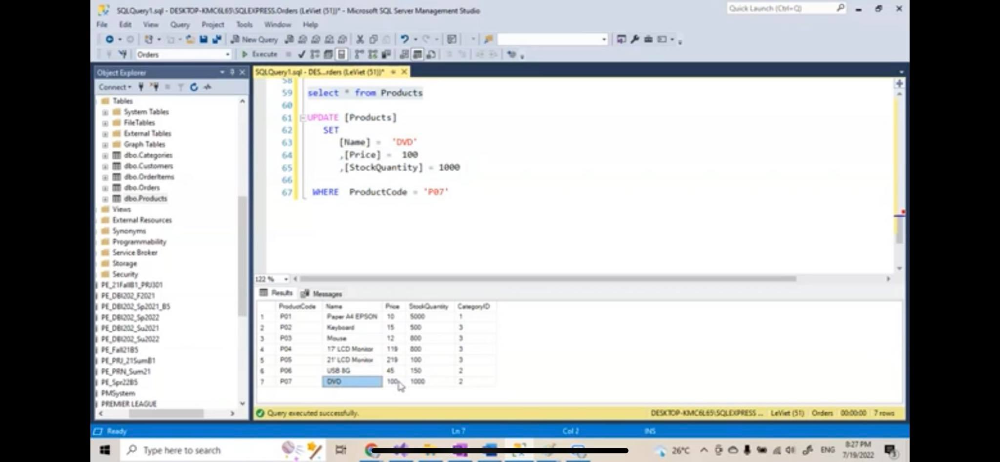 SQLQuery1.sql - DESKTOP-KMC6L65\SQLEXPRESS.Orders (LeViet (51))* - Microsoft SQL Server Management Studio
Quick Launch (Ctrl+Q)
File Edit View Query Project Tools Window Help
New Query
Orders Execute
Object Explorer
Connect
Tables
System Tables
FileTables
External Tables
Graph Tables
dbo.Categories
dbo.Customers
dbo.OrderItems
dbo.Orders
dbo.Products
Views
External Resources
Synonyms
Programmability
Service Broker
Storage
Security
PE_21FallB1_PRJ301
PE_DBI202_F2021
PE_DBI202_Sp2021_B5
PE_DBI202_Sp2022
PE_DBI202_Su2021
PE_DBI202_Su2022
PE_Fall21B5
PE_PRJ_21SumB1
PE_PRN_Sum21
PE_Spr22B5
PMSystem
PREMIER LEAGUE
SQLQuery1.sql - DES...rders (LeViet (51))*
58
59 select * from Products
60
61 UPDATE [Products]
62 SET
63 [Name] = 'DVD'
64 ,[Price] = 100
65 ,[StockQuantity] = 1000
66
67 WHERE ProductCode = 'P07'
122 %
Results Messages
ProductCode Name Price StockQuantity CategoryID
1 P01 Paper A4 EPSON 10 5000 1
2 P02 Keyboard 15 500 3
3 P03 Mouse 12 800 3
4 P04 17' LCD Monitor 119 800 3
5 P05 21' LCD Monitor 219 100 3
6 P06 USB 8G 45 150 2
7 P07 DVD 100 1000 2
Query executed successfully. DESKTOP-KMC6L65\SQLEXPRESS ... LeViet (51) Orders 00:00:00 7 rows
Ready Ln 7 Col 2 INS
Type here to search 26°C ENG 8:27 PM
7/19/2022
3